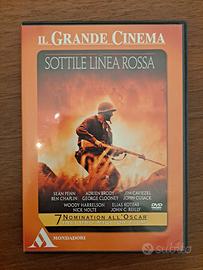 IL GRANDE CINEMA
SOTTILE LINEA ROSSA
SEAN PENN ADRIEN BRODY JIM CAVIEZEL
BEN CHAPLIN GEORGE CLOONEY JOHN CUSACK
WOODY HARRELSON ELIAS KOTEAS
NICK NOLTE JOHN C. REILLY
DVD
7 NOMINATION ALL'OSCAR
MONDADORI
subito